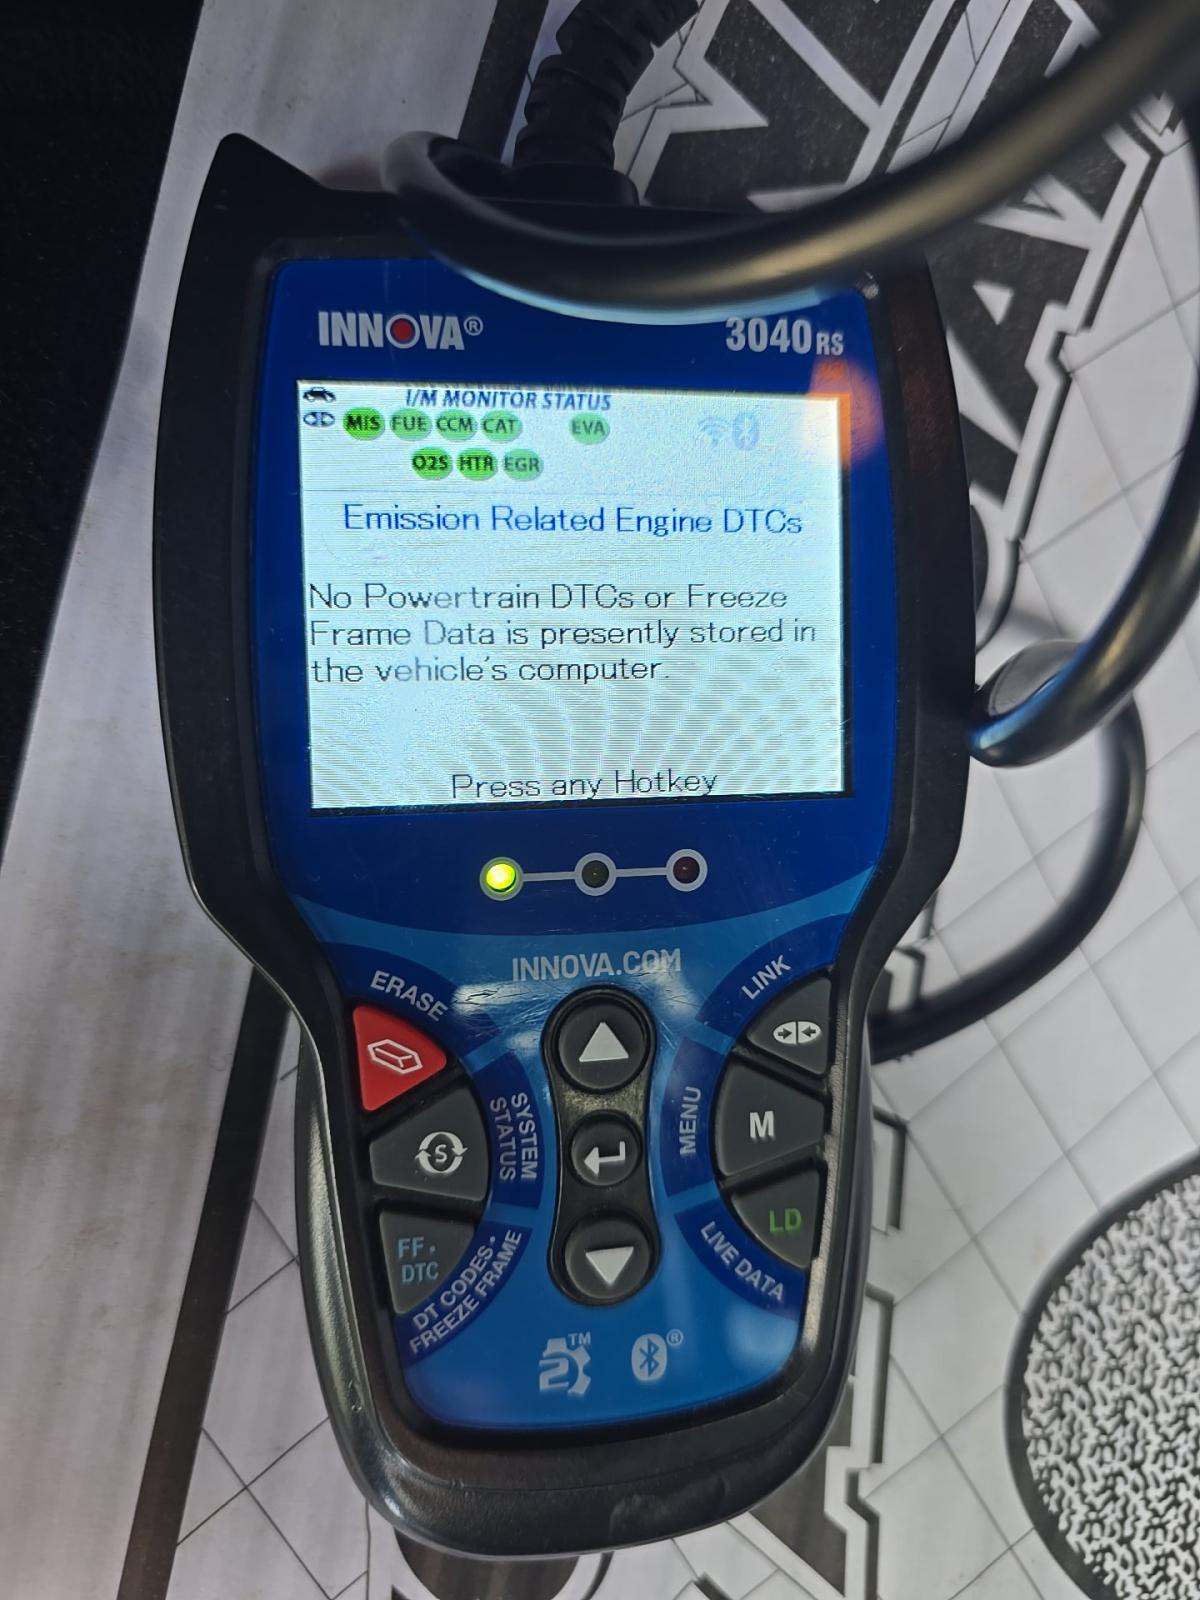 INNOVA®
3040RS
I/M MONITOR STATUS
MIS FUE CCM CAT EVA
O2S HTR EGR
Emission Related Engine DTCs
No Powertrain DTCs or Freeze
Frame Data is presently stored in
the vehicle's computer.
Press any Hotkey
INNOVA.COM
ERASE
LINK
S
SYSTEM
STATUS
MENU
M
FF.
DTC
DT CODES•
FREEZE FRAME
LIVE DATA
LD
2™
®